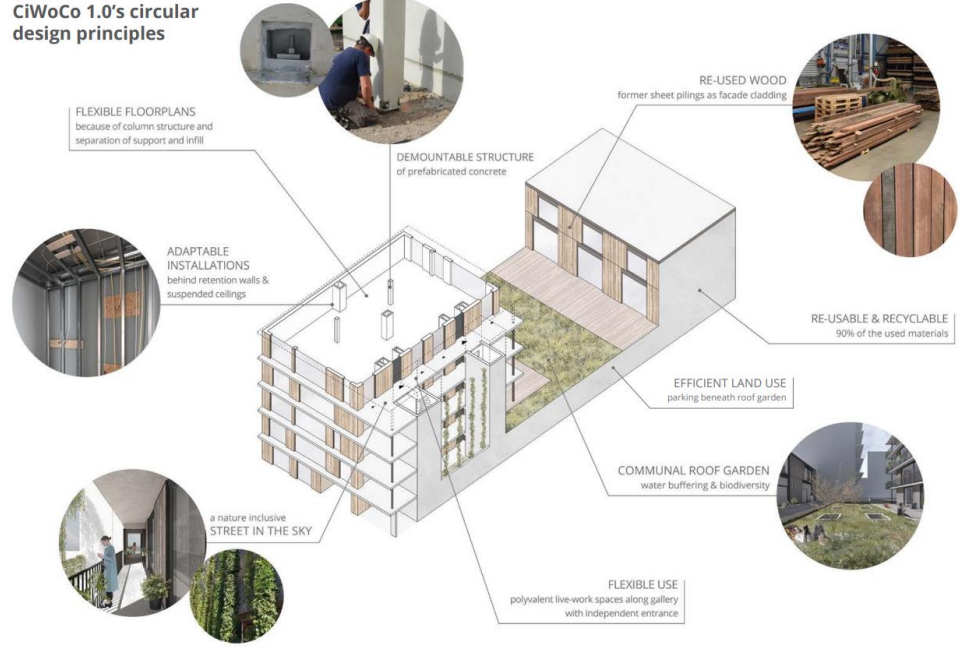 CiWoCo 1.0's circular
design principles
FLEXIBLE FLOORPLANS
because of column structure and
separation of support and infill
DEMOUNTABLE STRUCTURE
of prefabricated concrete
RE-USED WOOD
former sheet pilings as facade cladding
ADAPTABLE
INSTALLATIONS
behind retention walls &
suspended ceilings
RE-USABLE & RECYCLABLE
90% of the used materials
EFFICIENT LAND USE
parking beneath roof garden
COMMUNAL ROOF GARDEN
water buffering & biodiversity
a nature inclusive
STREET IN THE SKY
FLEXIBLE USE
polyvalent live-work spaces along gallery
with independent entrance